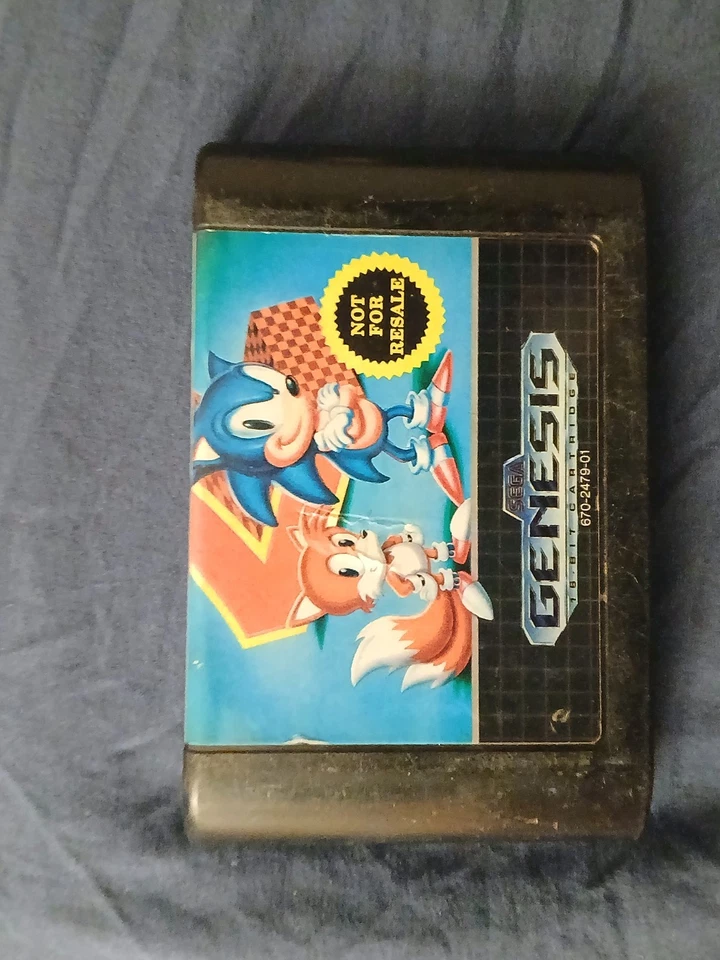 NOT
FOR
RESALE
SEGA
GENESIS
16-BIT CARTRIDGE
670-2479-01